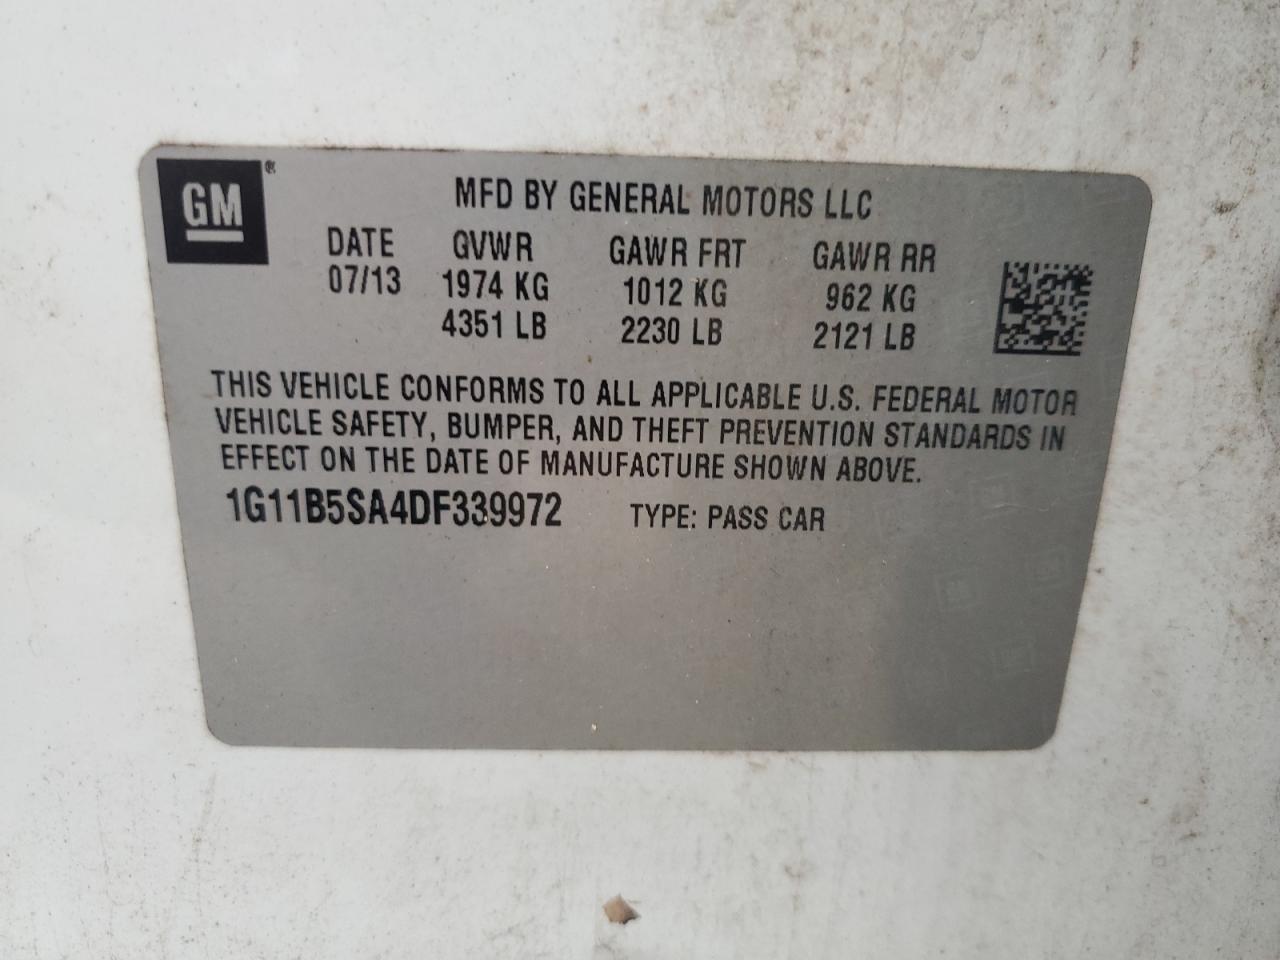 GM®
MFD BY GENERAL MOTORS LLC
DATE GVWR GAWR FRT GAWR RR
07/13 1974 KG 1012 KG 962 KG
4351 LB 2230 LB 2121 LB
THIS VEHICLE CONFORMS TO ALL APPLICABLE U.S. FEDERAL MOTOR
VEHICLE SAFETY, BUMPER, AND THEFT PREVENTION STANDARDS IN
EFFECT ON THE DATE OF MANUFACTURE SHOWN ABOVE.
1G11B5SA4DF339972 TYPE: PASS CAR